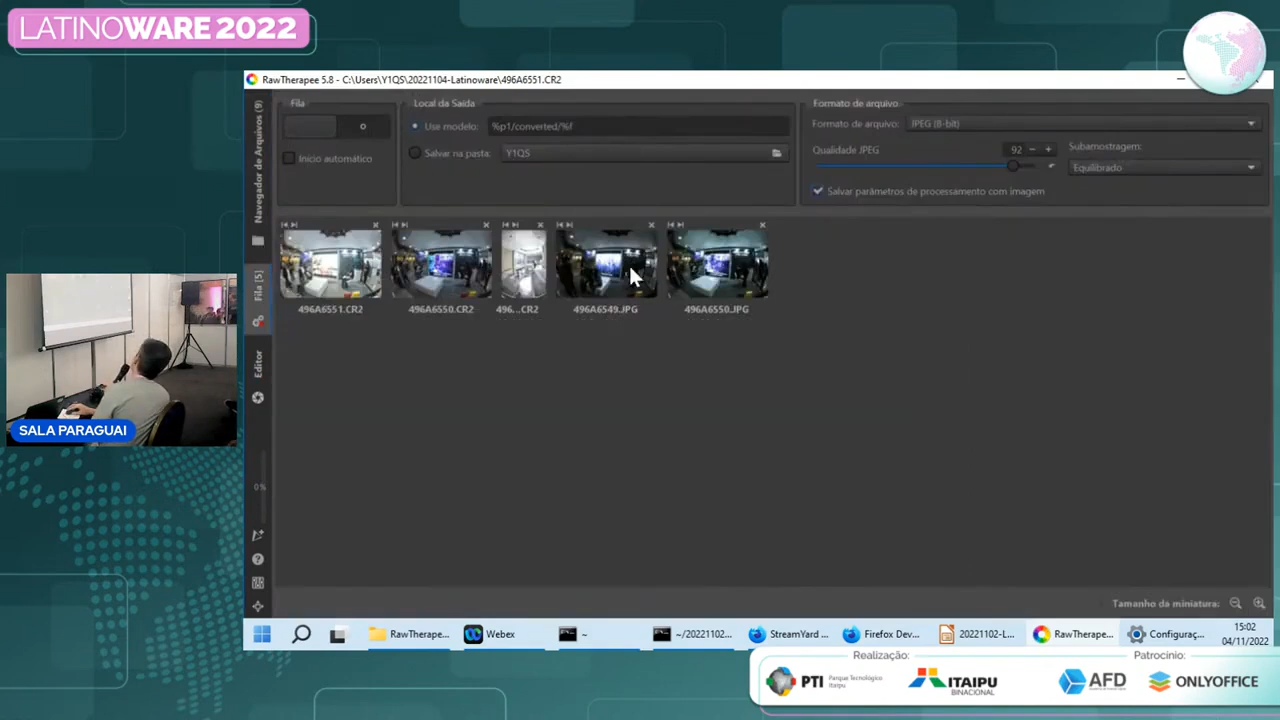 LATINOWARE 2022
RawTherapee 5.8 - C:\Users\Y1QS\20221104-Latinoware\496A6551.CR2
Navegador de Arquivos (9)
Fila [5]
Editor
0%
Fila
Início automático
Local da Saída
Use modelo:
%p1/converted/%f
Salvar na pasta:
Y1QS
Formato de arquivo
Formato de arquivo:
JPEG (8-bit)
Qualidade JPEG
92
Subamostragem:
Equilibrado
Salvar parâmetros de processamento com imagem
496A6551.CR2
496A6550.CR2
496...CR2
496A6549.JPG
496A6550.JPG
SALA PARAGUAI
Tamanho da miniatura:
RawTherape...
Webex
~
~/20221102...
StreamYard ...
Firefox Dev...
20221102-L...
RawTherape...
Configuraç...
15:02
04/11/2022
Realização:
Patrocinio:
PTI
Parque Tecnológico
Itaipu
ITAIPU
BINACIONAL
AFD
ONLYOFFICE